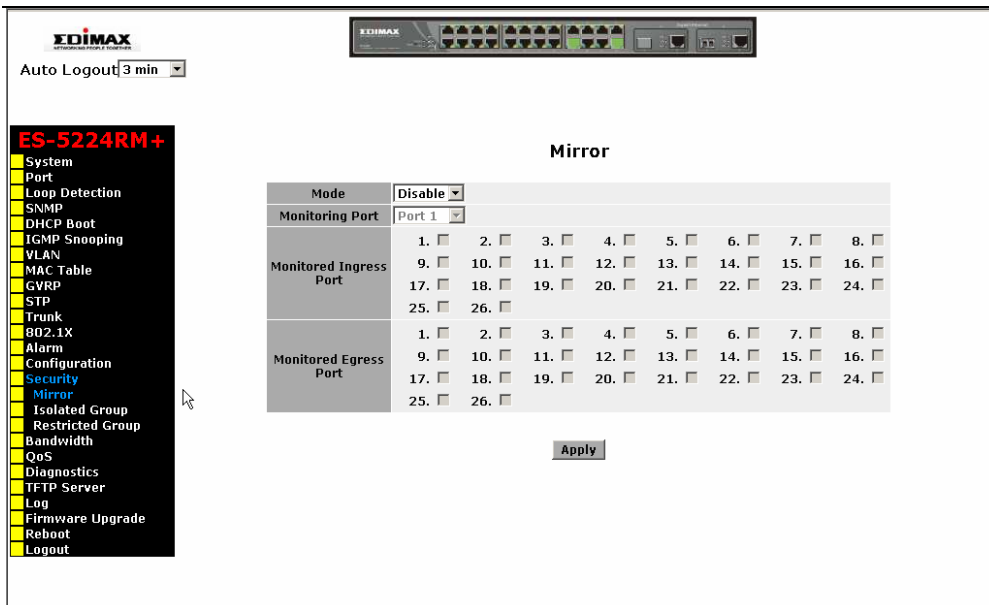 EDIMAX
NETWORKING PEOPLE TOGETHER
EDIMAX
Auto Logout 3 min
ES-5224RM+
System
Port
Loop Detection
SNMP
DHCP Boot
IGMP Snooping
VLAN
MAC Table
GVRP
STP
Trunk
802.1X
Alarm
Configuration
Security
Mirror
Isolated Group
Restricted Group
Bandwidth
QoS
Diagnostics
TFTP Server
Log
Firmware Upgrade
Reboot
Logout
Mirror
Mode Disable
Monitoring Port Port 1
Monitored Ingress Port
1. 2. 3. 4. 5. 6. 7. 8.
9. 10. 11. 12. 13. 14. 15. 16.
17. 18. 19. 20. 21. 22. 23. 24.
25. 26.
Monitored Egress Port
1. 2. 3. 4. 5. 6. 7. 8.
9. 10. 11. 12. 13. 14. 15. 16.
17. 18. 19. 20. 21. 22. 23. 24.
25. 26.
Apply